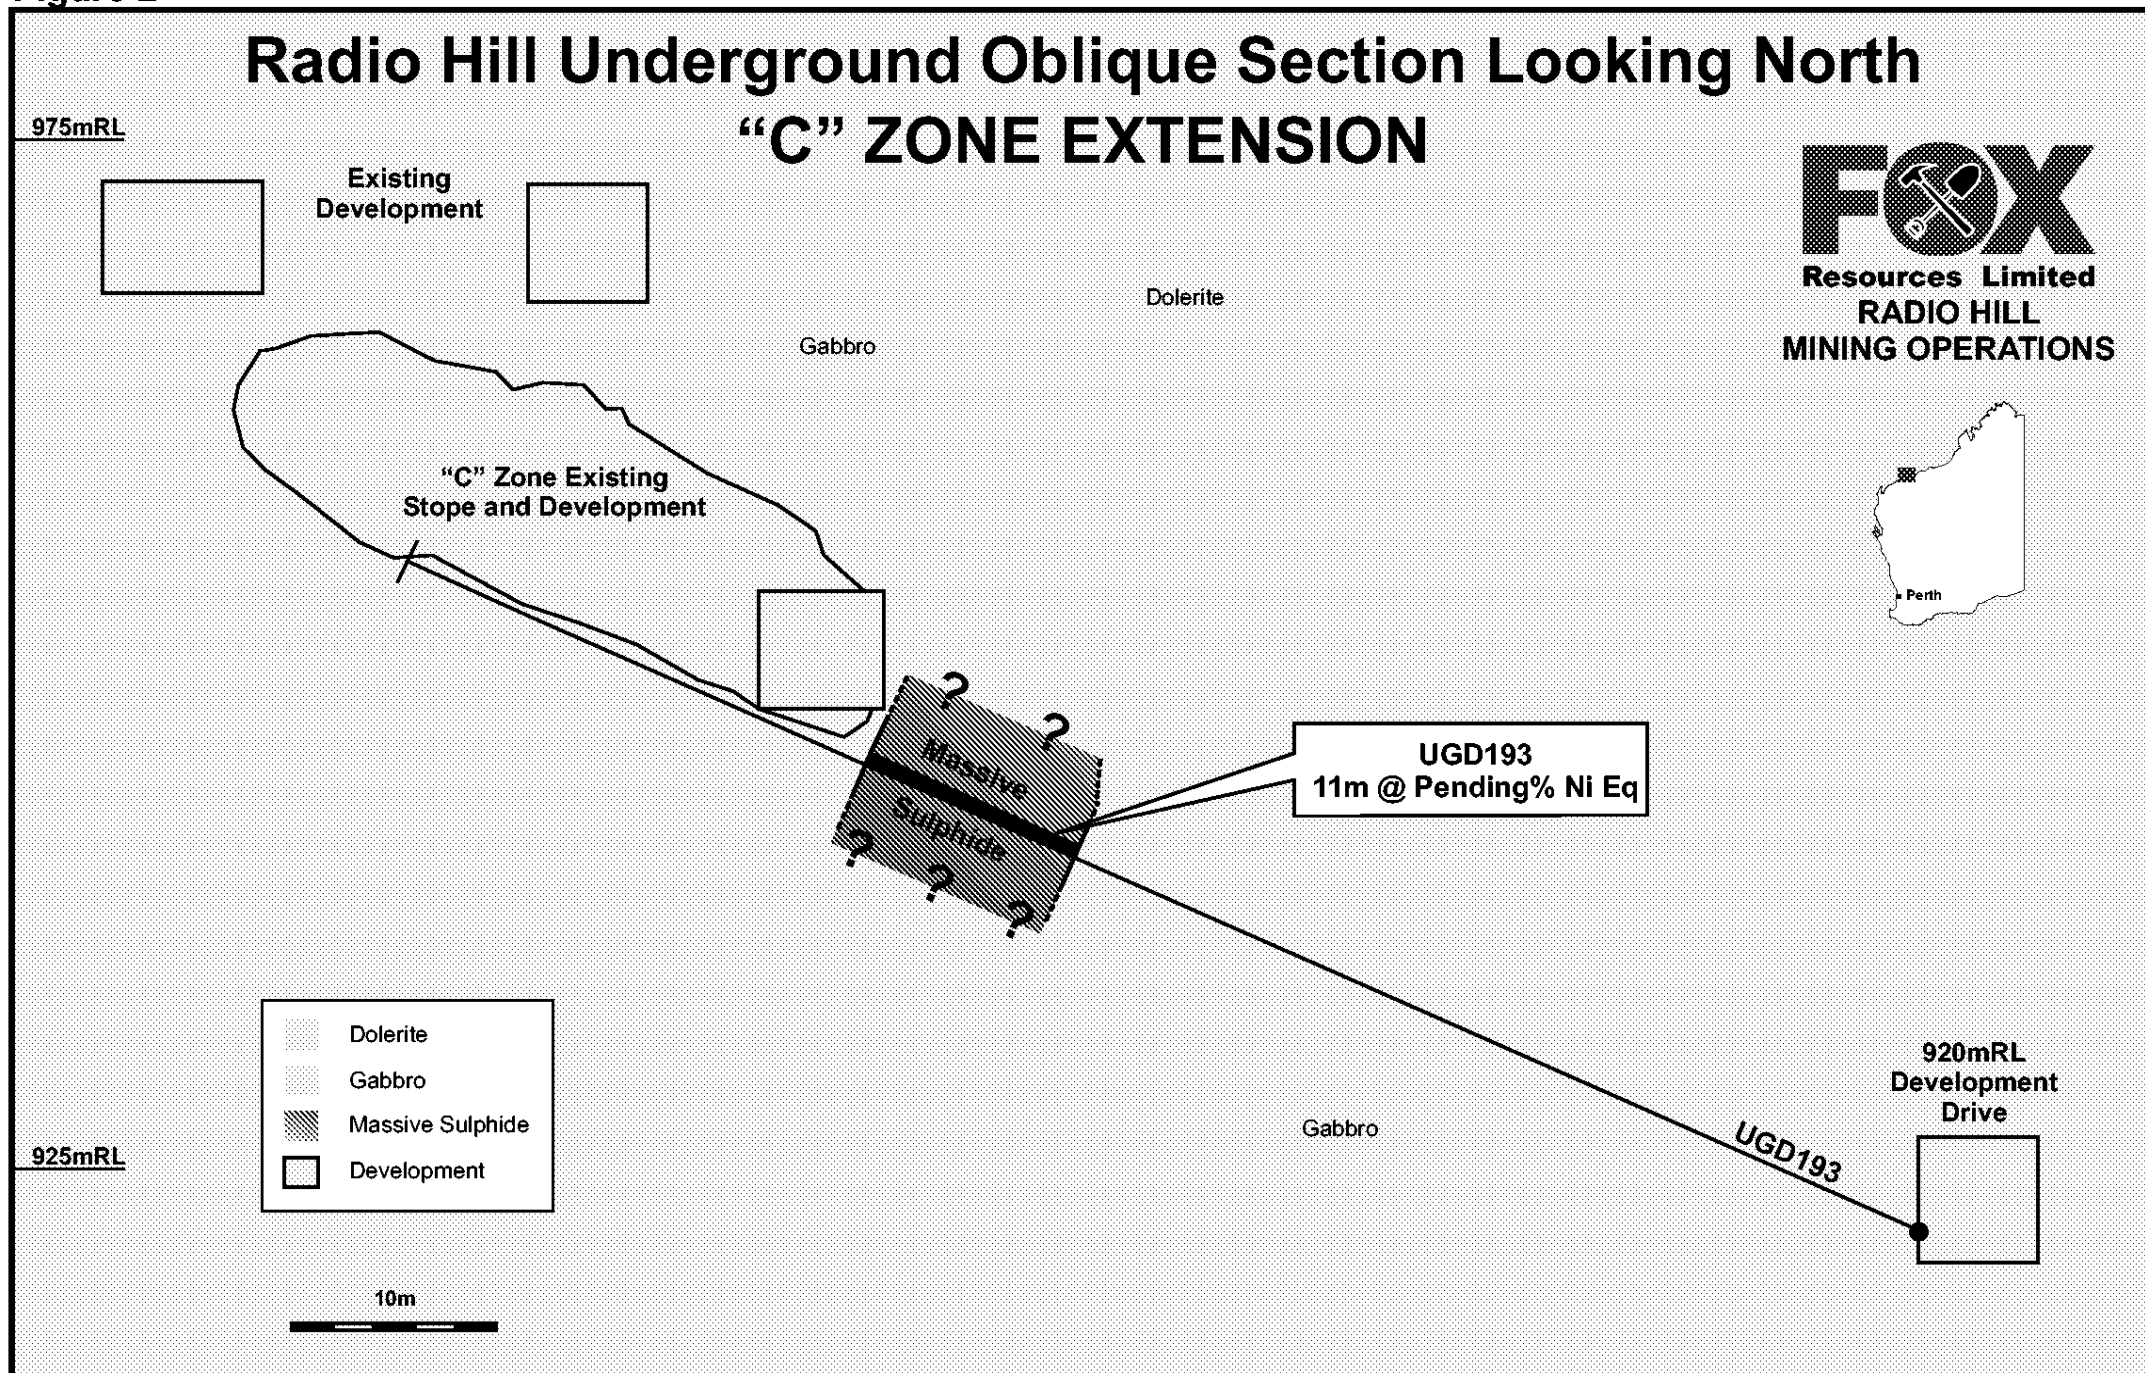 Radio Hill Underground Oblique Section Looking North
“C” ZONE EXTENSION
975mRL
Existing
Development
FOX
Resources Limited
RADIO HILL
MINING OPERATIONS
Dolerite
Gabbro
“C” Zone Existing
Stope and Development
Perth
?
?
Massive
Sulphide
?
?
?
UGD193
11m @ Pending% Ni Eq
Dolerite
Gabbro
Massive Sulphide
Development
920mRL
Development
Drive
Gabbro
UGD193
925mRL
10m